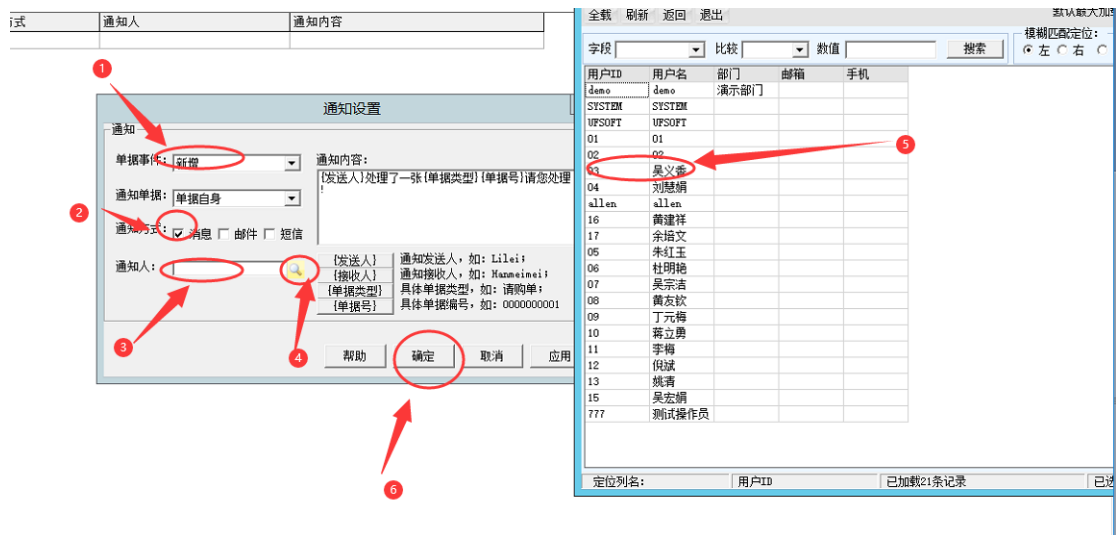 方式 通知人 通知内容
1
通知设置
通知
单据事件: 新增
通知内容:
{发送人}处理了一张{单据类型}{单据号}请您处理
!
通知单据: 单据自身
2
通知方式: 消息 邮件 短信
通知人:
{发送人} 通知发送人，如: Lilei;
{接收人} 通知接收人，如: Hanmeimei;
{单据类型} 具体单据类型，如: 请购单;
{单据号} 具体单据编号，如: 0000000001
3
4
帮助 确定 取消 应用
6
全载 刷新 返回 退出
默认最大加载
模糊匹配定位:
字段 比较 数值 搜索 左 右
用户ID 用户名 部门 邮箱 手机
demo demo 演示部门
SYSTEM SYSTEM
UFSOFT UFSOFT
01 01
5
02 02
03 吴义香
04 刘慧娟
allen allen
16 黄建祥
17 余培文
05 朱红玉
06 杜明艳
07 吴宗洁
08 黄友钦
09 丁元梅
10 蒋立勇
11 李梅
12 倪斌
13 姚青
15 吴宏娟
777 测试操作员
定位列名: 用户ID 已加载21条记录 已选